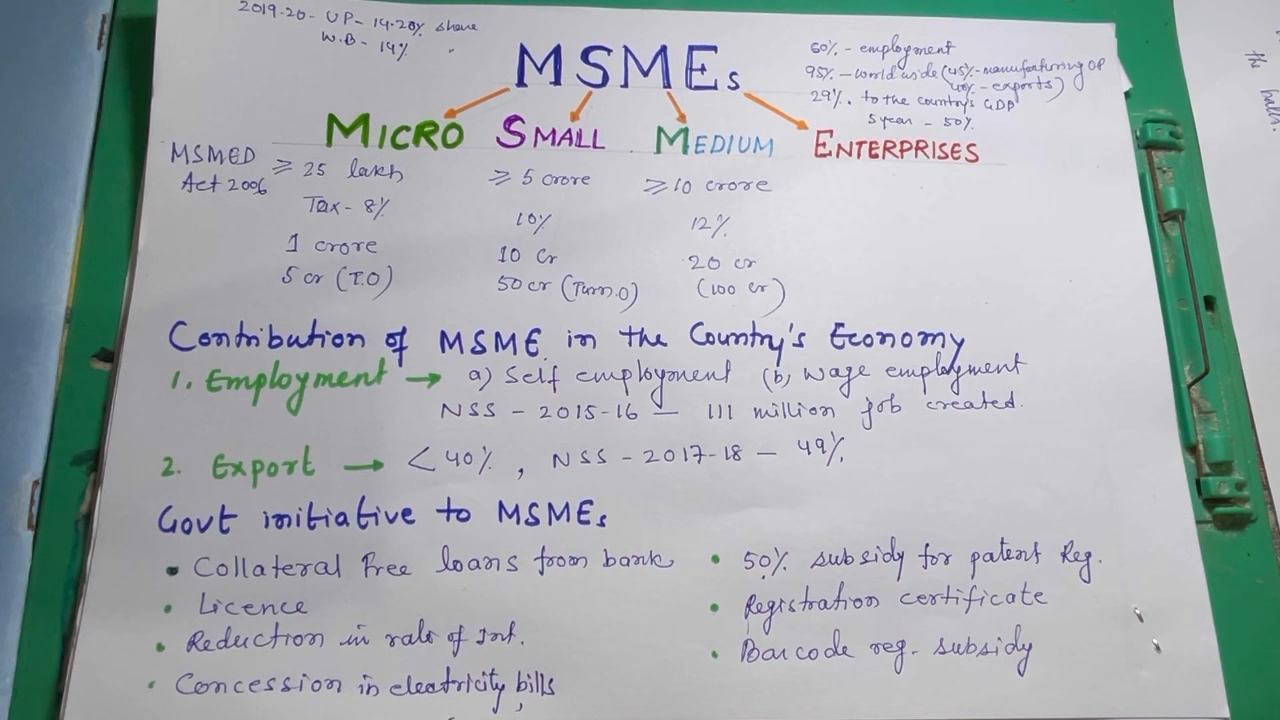 2019-20- UP- 14.20% share
W.B - 14% "
MSMEs
60% - employment
95% - world wide (45% - manufacturing OP
40% - exports)
29% . to the country's GDP
5 year - 50%
MICRO SMALL MEDIUM ENTERPRISES
MSMED Act 2006
≥ 25 lakh ≥ 5 crore ≥ 10 crore
Tax - 8% 10% 12%
1 crore 10 Cr 20 cr
5 cr (T.O) 50 cr (Turn.O) (100 cr)
Contribution of MSME in the Country's Economy
1. Employment → a) Self employment (b) wage employment
NSS - 2015-16 — 111 million job created.
2. Export → < 40% , NSS - 2017-18 — 49%
Govt initiative to MSMEs
• Collateral Free loans from bank
• Licence
• Reduction in rate of Int.
• Concession in electricity bills
• 50% subsidy for patent Reg.
• Registration certificate
• Barcode reg. subsidy
the